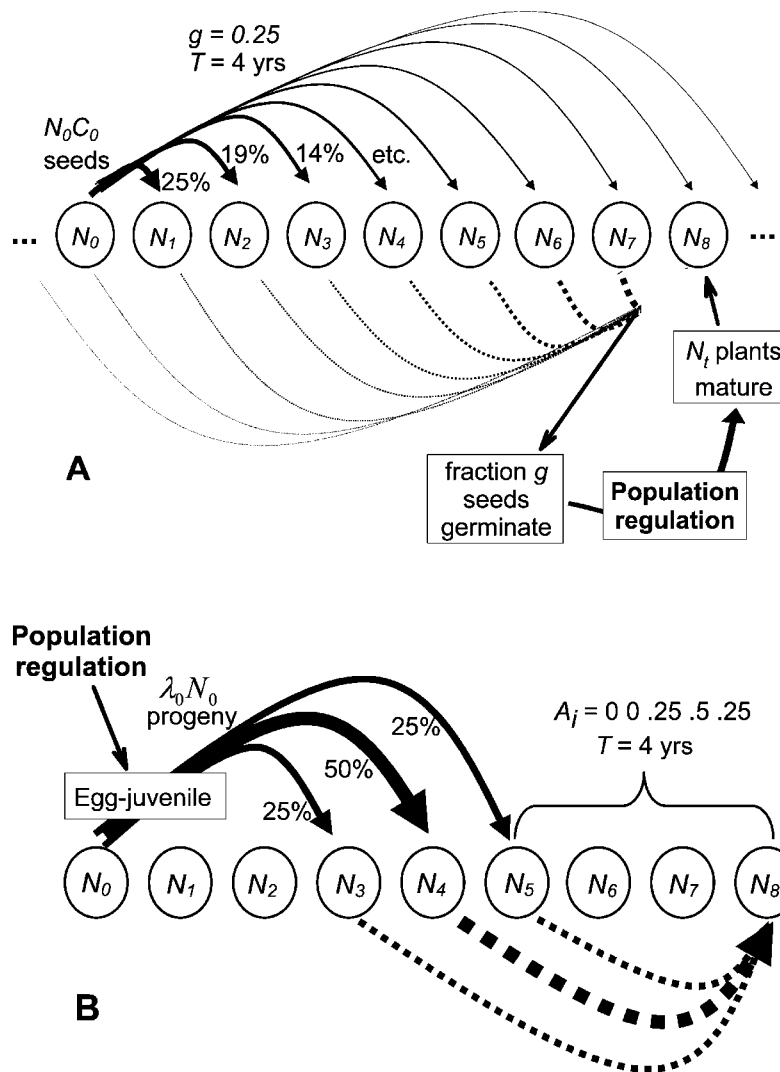 g = 0.25
T = 4 yrs
N₀C₀
seeds
25%
19%
14%
etc.
... N₀ N₁ N₂ N₃ N₄ N₅ N₆ N₇ N₈ ...
Nₜ plants
mature
A
fraction g
seeds
germinate
Population
regulation
Population
regulation
λ₀N₀
progeny
Egg-juvenile
25%
50%
25%
Aᵢ = 0 0 .25 .5 .25
T = 4 yrs
N₀ N₁ N₂ N₃ N₄ N₅ N₆ N₇ N₈
B